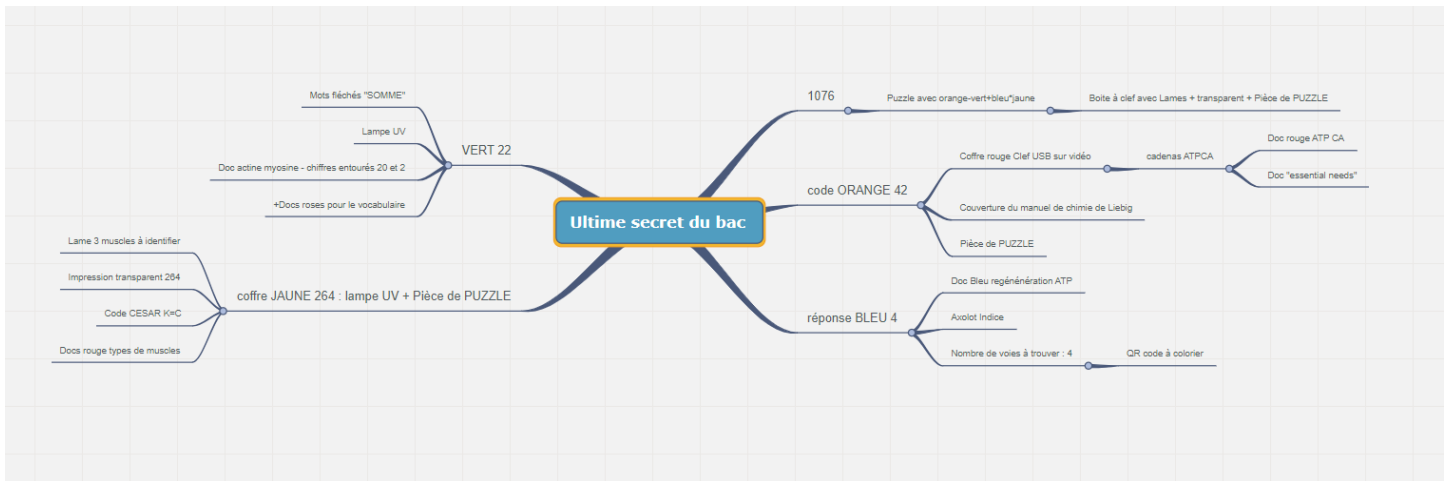 Ultime secret du bac
1076
Puzzle avec orange-vert+bleu*jaune
Boite à clef avec Lames + transparent + Pièce de PUZZLE
code ORANGE 42
Coffre rouge Clef USB sur vidéo
cadenas ATPCA
Doc rouge ATP CA
Doc "essential needs"
Couverture du manuel de chimie de Liebig
Pièce de PUZZLE
réponse BLEU 4
Doc Bleu regénénération ATP
Axolot Indice
Nombre de voies à trouver : 4
QR code à colorier
VERT 22
Mots fléchés "SOMME"
Lampe UV
Doc actine myosine - chiffres entourés 20 et 2
+Docs roses pour le vocabulaire
coffre JAUNE 264 : lampe UV + Pièce de PUZZLE
Lame 3 muscles à identifier
Impression transparent 264
Code CESAR K=C
Docs rouge types de muscles